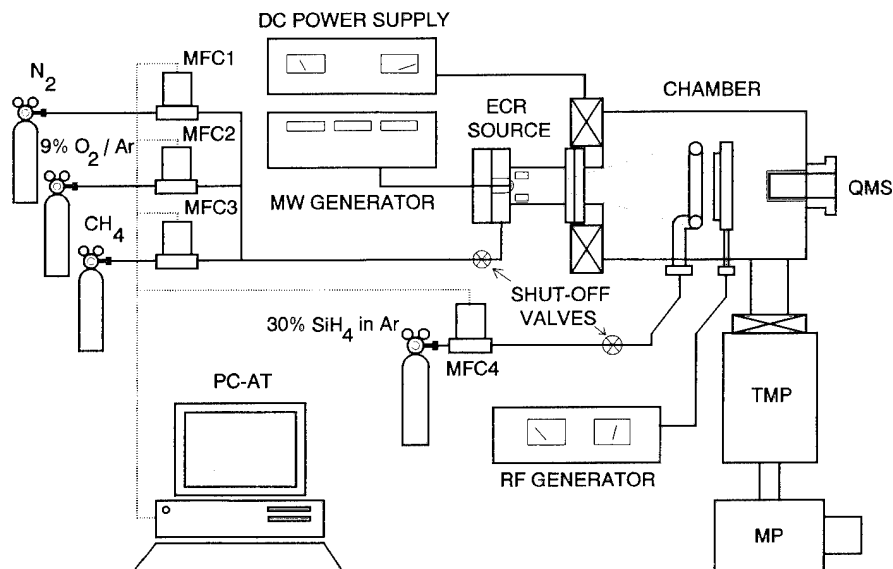 DC POWER SUPPLY
MFC1
N2
CHAMBER
ECR
SOURCE
9% O2 / Ar
MFC2
MW GENERATOR
QMS
MFC3
CH4
SHUT-OFF
VALVES
30% SiH4 in Ar
MFC4
PC-AT
TMP
RF GENERATOR
MP